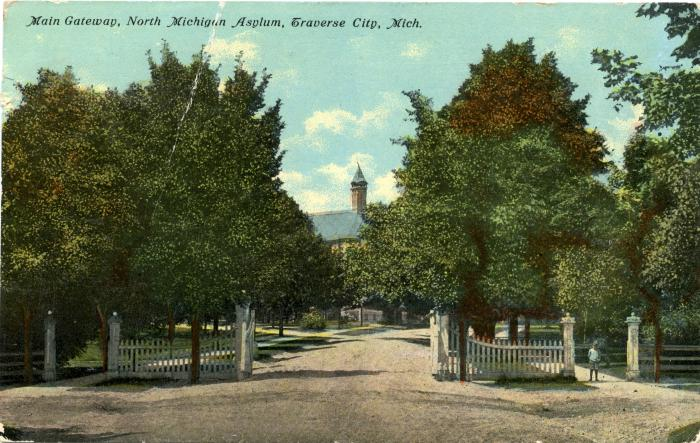 Main Gateway, North Michigan Asylum, Traverse City, Mich.